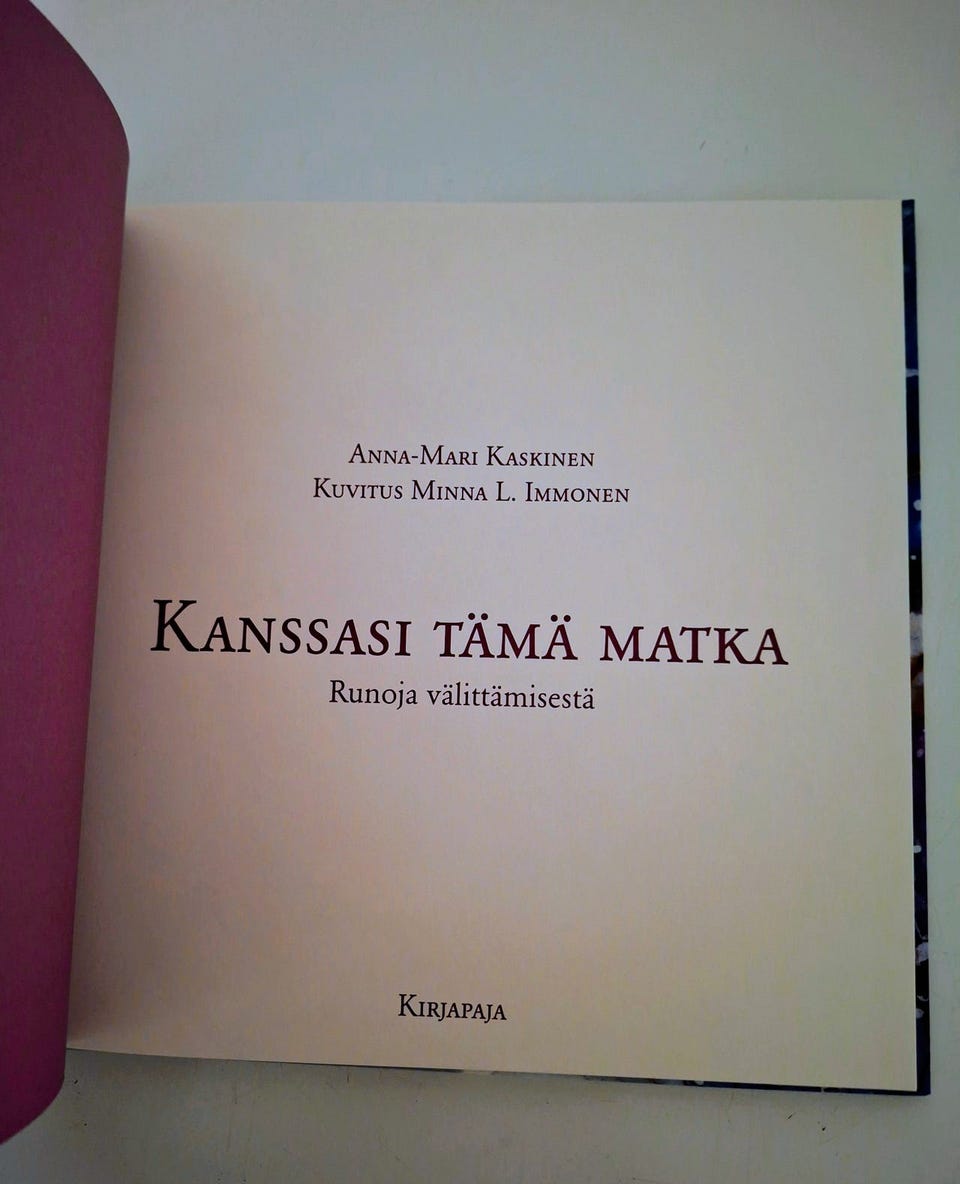 Anna-Mari Kaskinen
Kuvitus Minna L. Immonen
Kanssasi tämä matka
Runoja välittämisestä
Kirjapaja